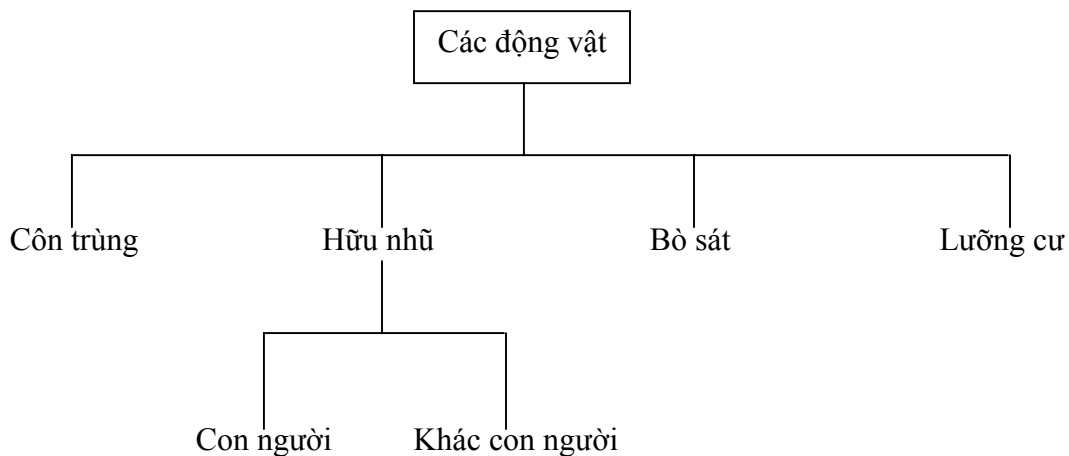 Các động vật
Côn trùng Hữu nhũ Bò sát Lưỡng cư
Con người Khác con người